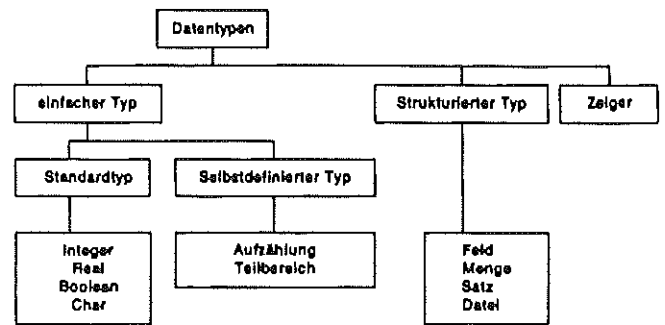 Datentypen
einfacher Typ
Strukturierter Typ
Zeiger
Standardtyp
Selbstdefinierter Typ
Integer
Real
Boolean
Char
Aufzählung
Teilbereich
Feld
Menge
Satz
Datei